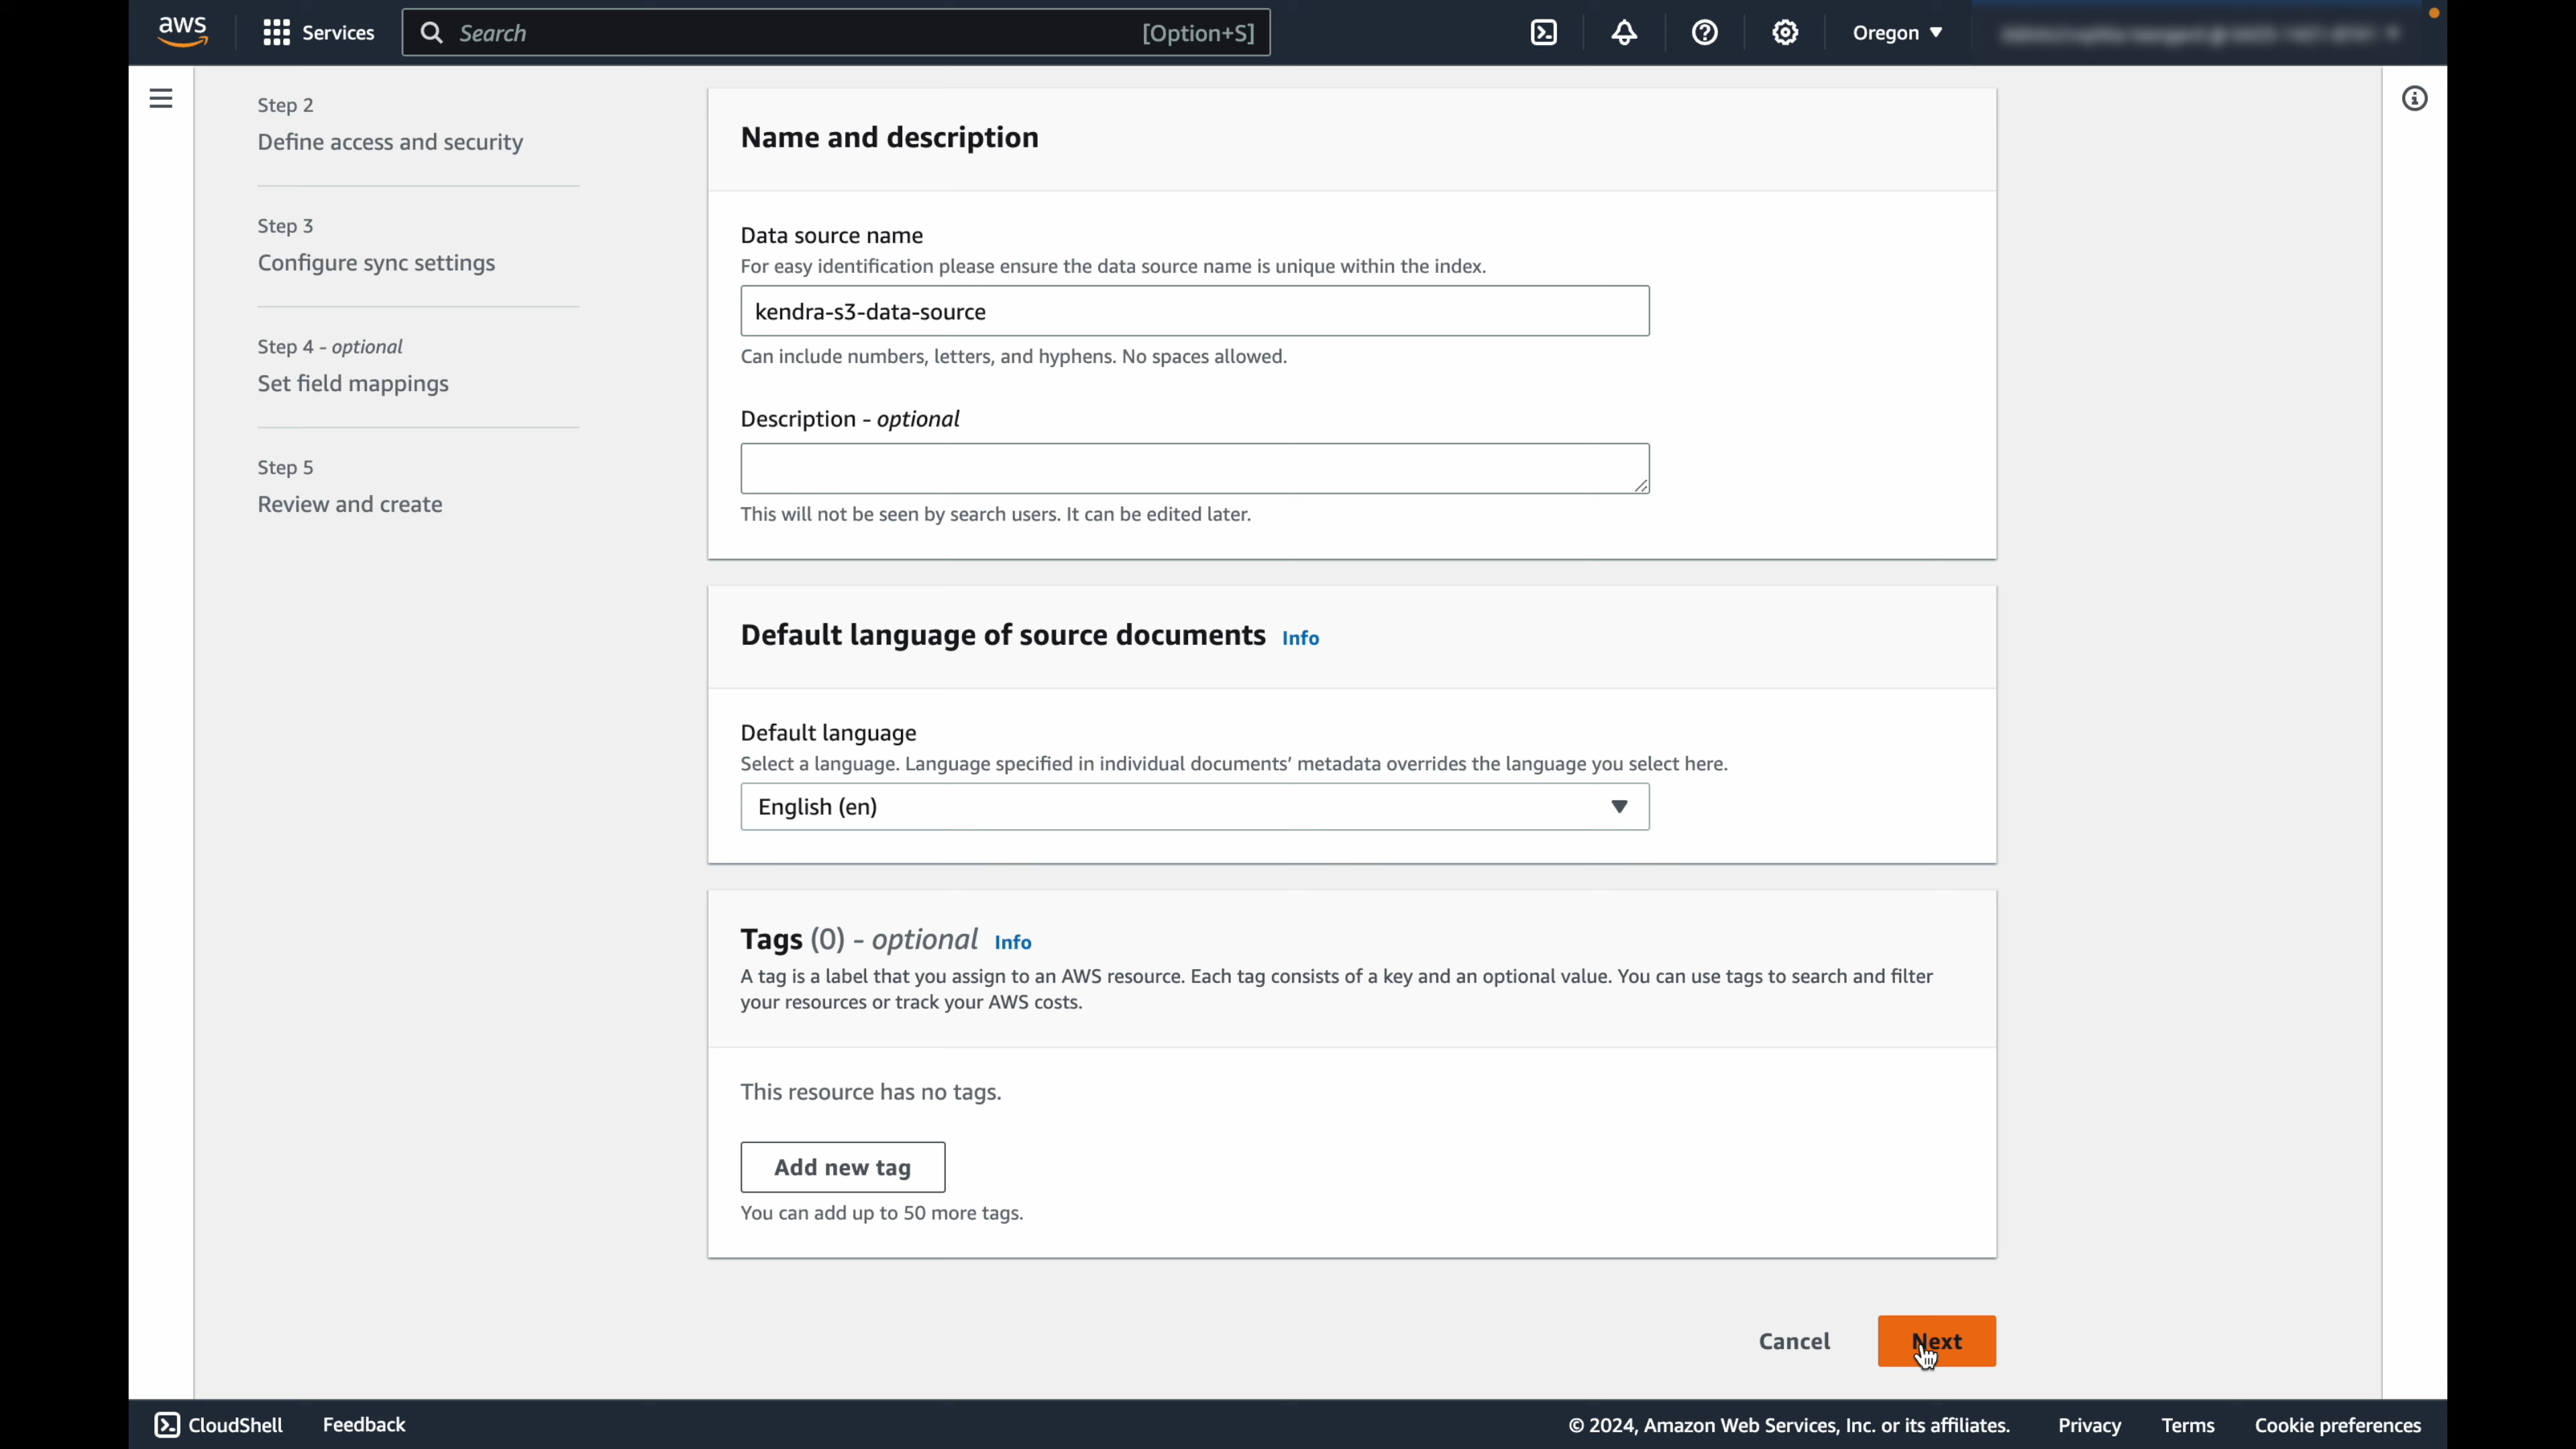 aws
Services
Search
[Option+S]
Oregon
Step 2
Define access and security
Step 3
Configure sync settings
Step 4 - optional
Set field mappings
Step 5
Review and create
Name and description
Data source name
For easy identification please ensure the data source name is unique within the index.
kendra-s3-data-source
Can include numbers, letters, and hyphens. No spaces allowed.
Description - optional
This will not be seen by search users. It can be edited later.
Default language of source documents Info
Default language
Select a language. Language specified in individual documents’ metadata overrides the language you select here.
English (en)
Tags (0) - optional Info
A tag is a label that you assign to an AWS resource. Each tag consists of a key and an optional value. You can use tags to search and filter
your resources or track your AWS costs.
This resource has no tags.
Add new tag
You can add up to 50 more tags.
Cancel
Next
CloudShell
Feedback
© 2024, Amazon Web Services, Inc. or its affiliates.
Privacy
Terms
Cookie preferences